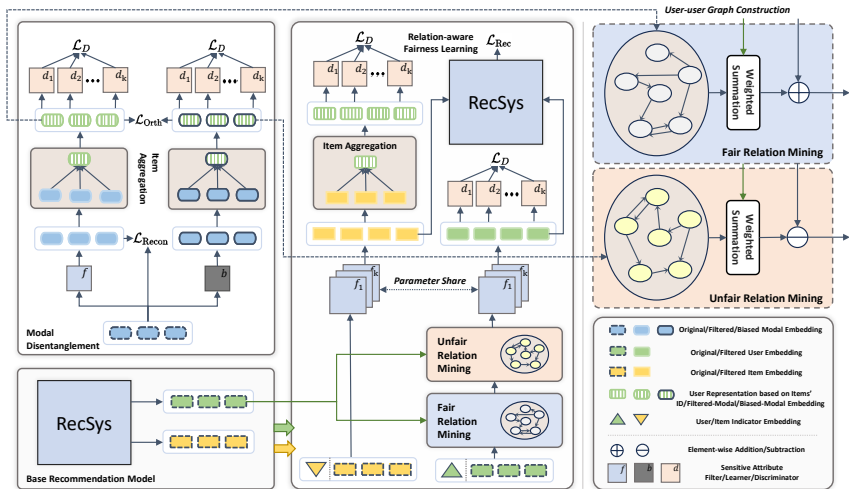 User-user Graph Construction
ℒD
ℒD
d1 d2 ... dk
d1 d2 ... dk
ℒOrth
Item Aggregation
ℒRecon
f
b
Modal
Disentanglement
Relation-aware
Fairness Learning
ℒRec
ℒD
d1 d2 ... dk
RecSys
Item Aggregation
ℒD
d1 d2 ... dk
f1 fk
Parameter Share
f1 fk
Unfair
Relation
Mining
Fair
Relation
Mining
RecSys
Base Recommendation Model
Weighted
Summation
Fair Relation Mining
Weighted
Summation
Unfair Relation Mining
Original/Filtered/Biased Modal Embedding
Original/Filtered User Embedding
Original/Filtered Item Embedding
User Representation based on Items'
ID/Filtered-Modal/Biased-Modal Embedding
User/Item Indicator Embedding
Element-wise Addition/Subtraction
f b d
Sensitive Attribute
Filter/Learner/Discriminator